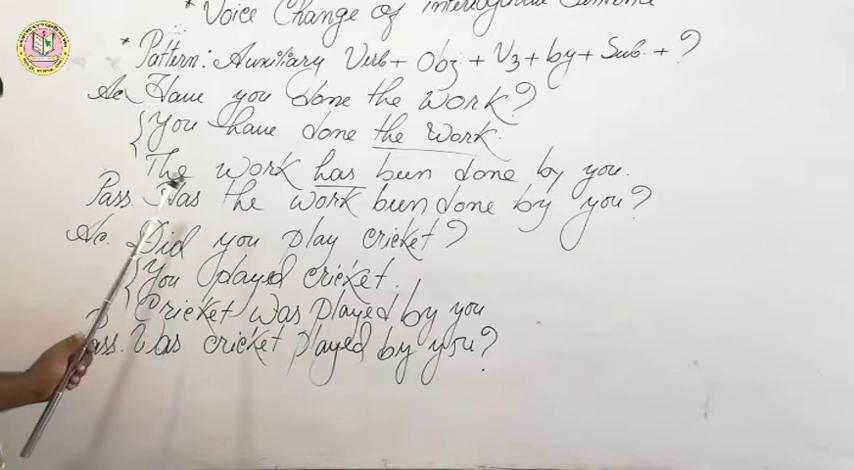 * Voice Change of interrogative Sentence
* Pattern: Auxiliary Verb + Obj + V3 + by + Sub. + ?
Ac. Have you done the work?
You have done the work.
The work has been done by you.
Pass. Has the work been done by you?
Ac. Did you play cricket?
You played cricket.
Cricket was played by you
Pass. Was cricket played by you?